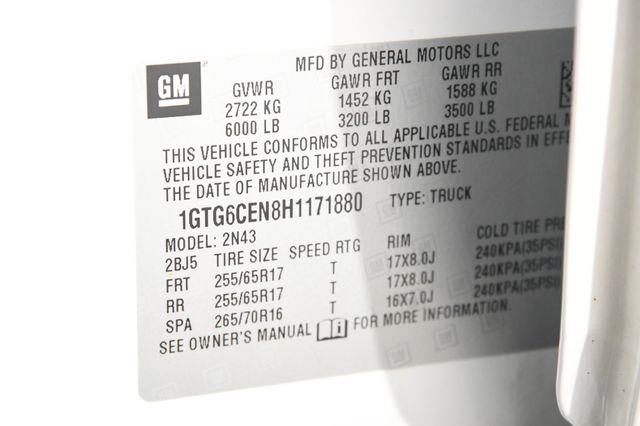 GM
MFD BY GENERAL MOTORS LLC
GVWR GAWR FRT GAWR RR
2722 KG 1452 KG 1588 KG
6000 LB 3200 LB 3500 LB
THIS VEHICLE CONFORMS TO ALL APPLICABLE U.S. FEDERAL M
VEHICLE SAFETY AND THEFT PREVENTION STANDARDS IN EFFE
THE DATE OF MANUFACTURE SHOWN ABOVE.
1GTG6CEN8H1171880 TYPE: TRUCK
MODEL: 2N43
2BJ5 TIRE SIZE SPEED RTG RIM COLD TIRE PRE
FRT 255/65R17 T 17X8.0J 240KPA(35PSI)
RR 255/65R17 T 17X8.0J 240KPA(35PSI)
SPA 265/70R16 T 16X7.0J 240KPA(35PSI)
SEE OWNER'S MANUAL FOR MORE INFORMATION.